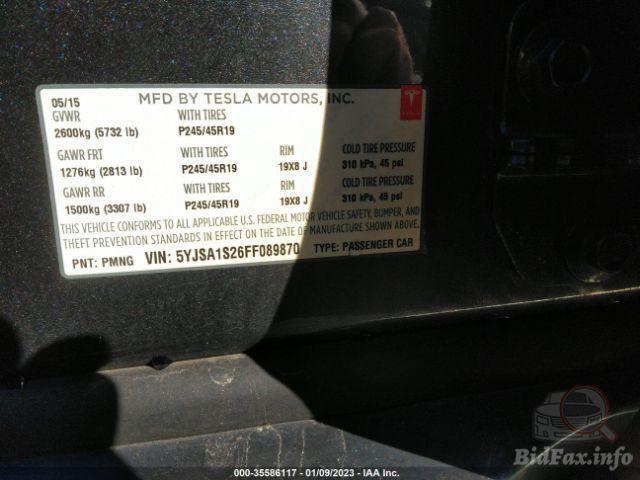 05/15 MFD BY TESLA MOTORS, INC.
GVWR WITH TIRES
2600kg (5732 lb) P245/45R19
GAWR FRT WITH TIRES RIM COLD TIRE PRESSURE
1276kg (2813 lb) P245/45R19 19X8 J 310 kPa, 45 psi
GAWR RR WITH TIRES RIM COLD TIRE PRESSURE
1500kg (3307 lb) P245/45R19 19X8 J 310 kPa, 45 psi
THIS VEHICLE CONFORMS TO ALL APPLICABLE U.S. FEDERAL MOTOR VEHICLE SAFETY, BUMPER, AND
THEFT PREVENTION STANDARDS IN EFFECT ON THE DATE OF MANUFACTURE SHOWN ABOVE.
PNT: PMNG VIN: 5YJSA1S26FF089870 TYPE: PASSENGER CAR
BidFax.info
000-35586117 - 01/09/2023 - IAA Inc.